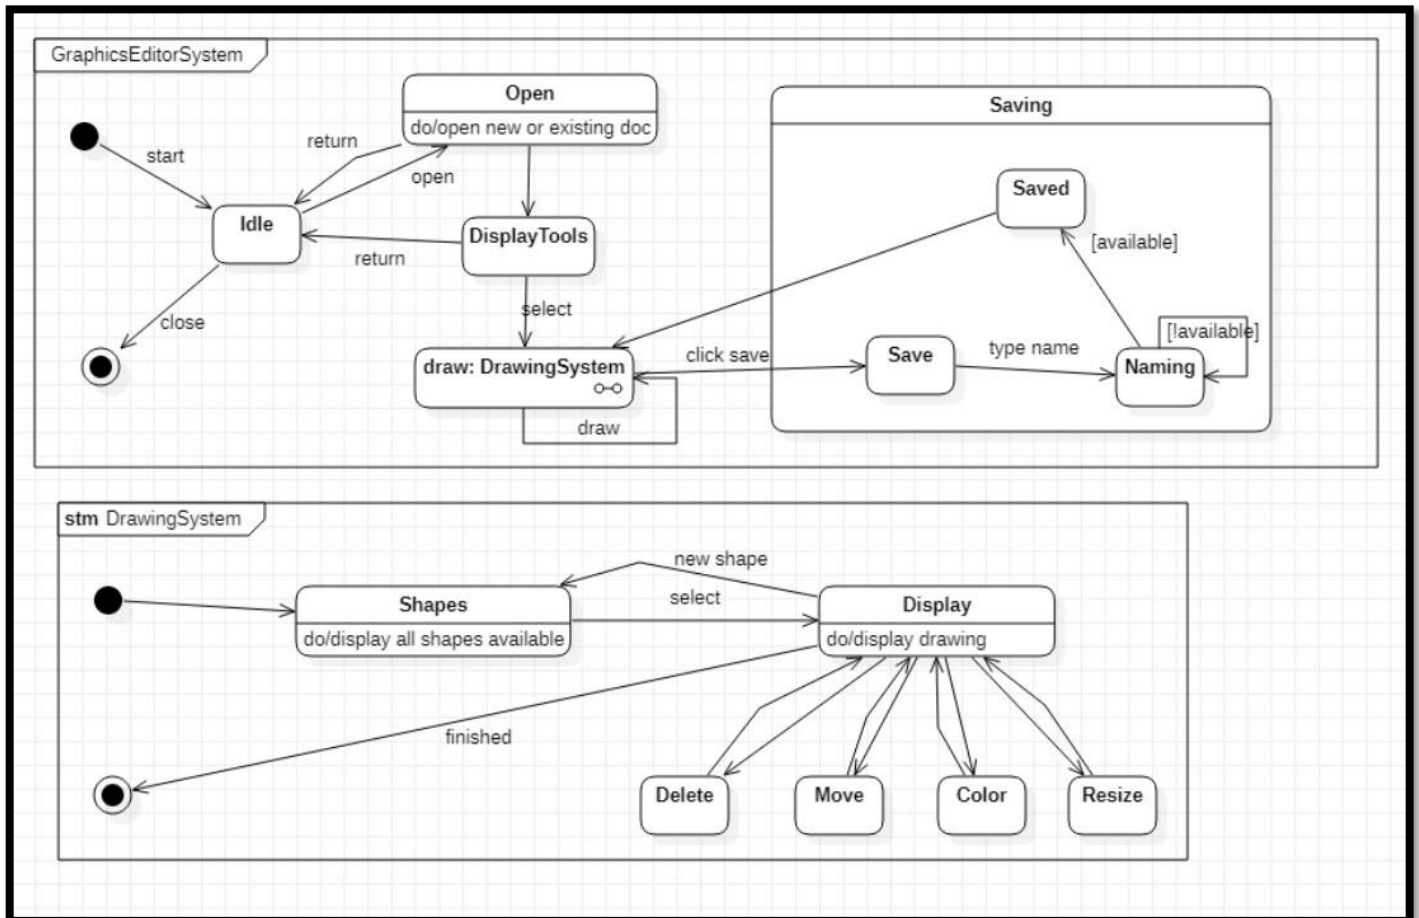 GraphicsEditorSystem
Open
do/open new or existing doc
Saving
start
return
open
Idle
DisplayTools
return
close
select
draw: DrawingSystem
draw
click save
Saved
[available]
[!available]
Save
type name
Naming
stm DrawingSystem
new shape
select
Shapes
do/display all shapes available
Display
do/display drawing
finished
Delete
Move
Color
Resize